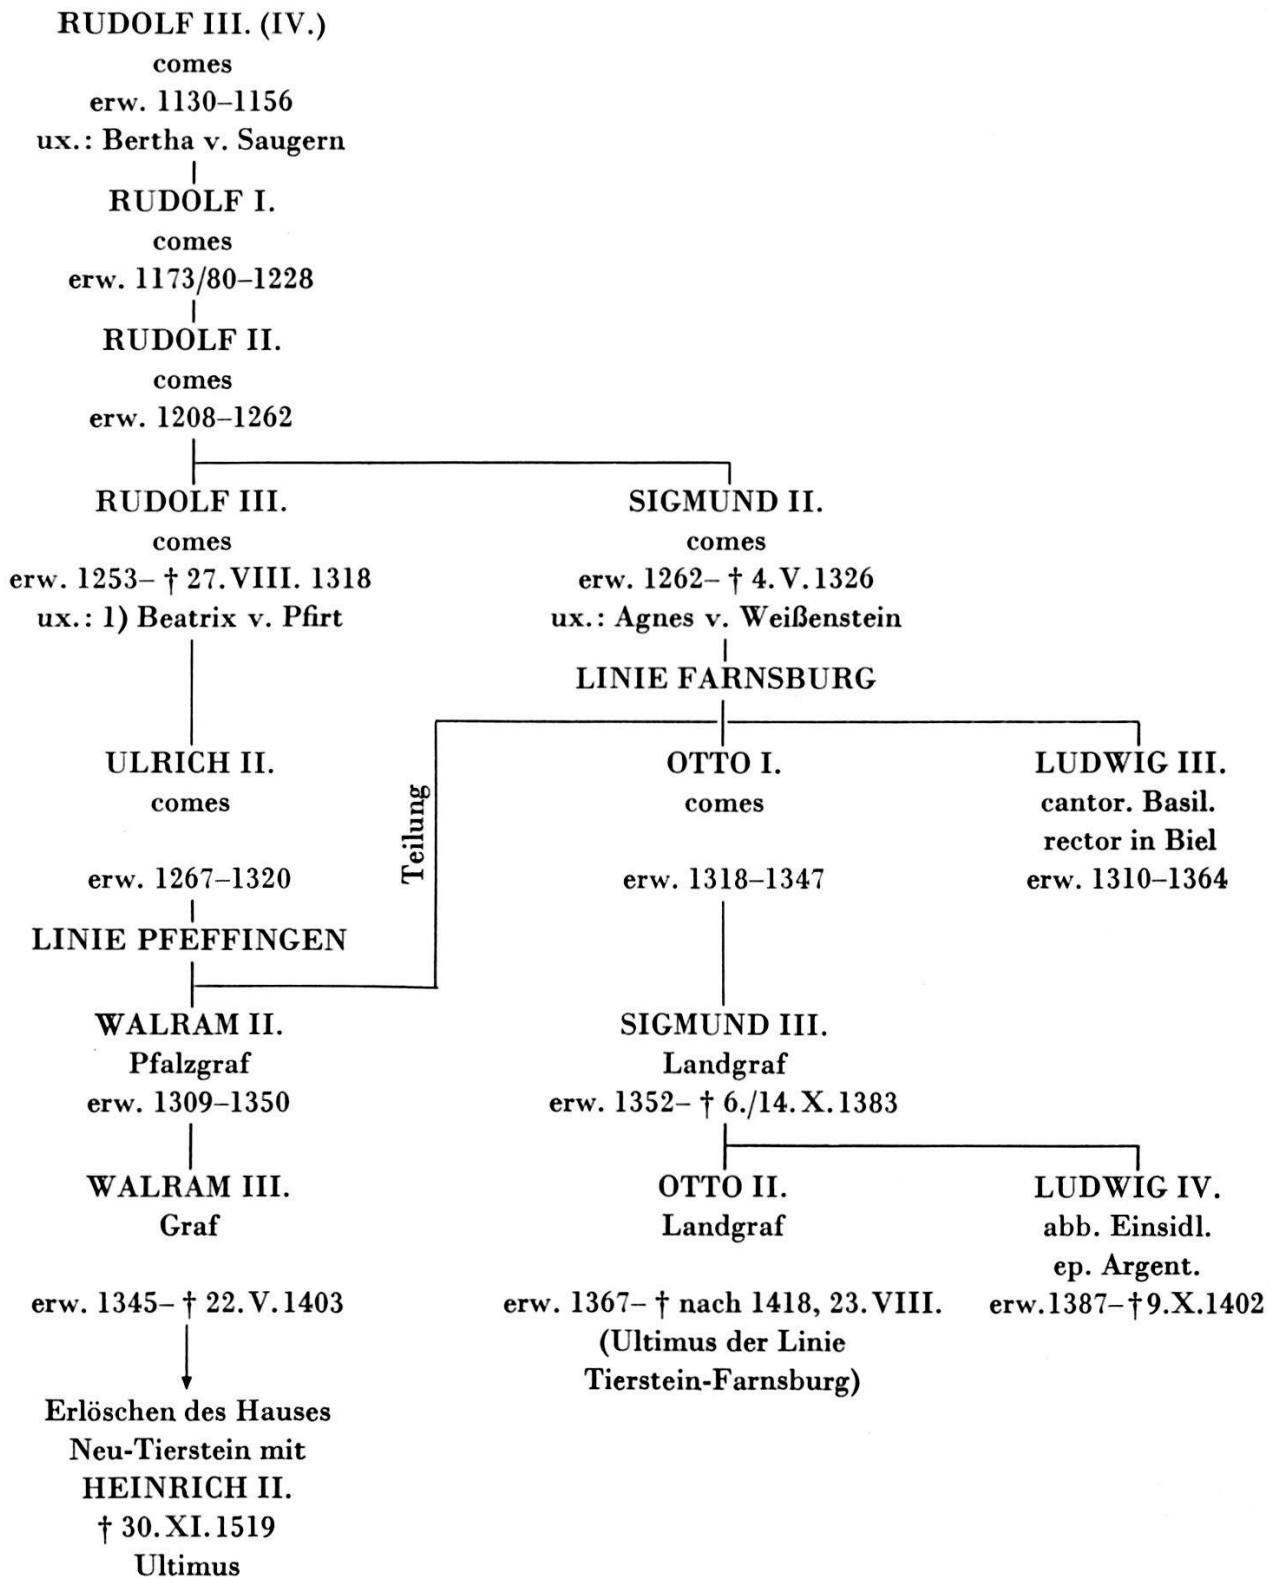 RUDOLF III. (IV.)
comes
erw. 1130–1156
ux.: Bertha v. Saugern
RUDOLF I.
comes
erw. 1173/80–1228
RUDOLF II.
comes
erw. 1208–1262
RUDOLF III.
comes
erw. 1253– † 27. VIII. 1318
ux.: 1) Beatrix v. Pfirt
SIGMUND II.
comes
erw. 1262– † 4. V. 1326
ux.: Agnes v. Weißenstein
LINIE FARNSBURG
ULRICH II.
comes
erw. 1267–1320
LINIE PFEFFINGEN
Teilung
OTTO I.
comes
erw. 1318–1347
LUDWIG III.
cantor. Basil.
rector in Biel
erw. 1310–1364
WALRAM II.
Pfalzgraf
erw. 1309–1350
SIGMUND III.
Landgraf
erw. 1352– † 6./14. X. 1383
WALRAM III.
Graf
erw. 1345– † 22. V. 1403
OTTO II.
Landgraf
erw. 1367– † nach 1418, 23. VIII.
(Ultimus der Linie
Tierstein-Farnsburg)
LUDWIG IV.
abb. Einsidl.
ep. Argent.
erw. 1387– † 9. X. 1402
Erlöschen des Hauses
Neu-Tierstein mit
HEINRICH II.
† 30. XI. 1519
Ultimus